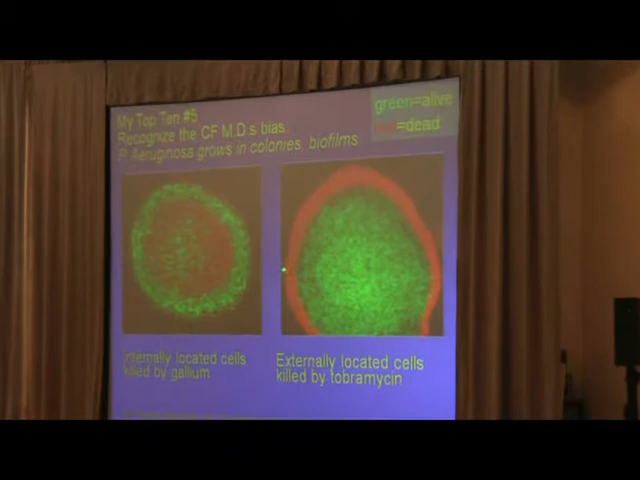 My Top Ten #5
Recognize the CF M.D.s bias.
P. Aeruginosa grows in colonies, biofilms
green=alive
red=dead
Internally located cells
killed by gallium
Externally located cells
killed by tobramycin